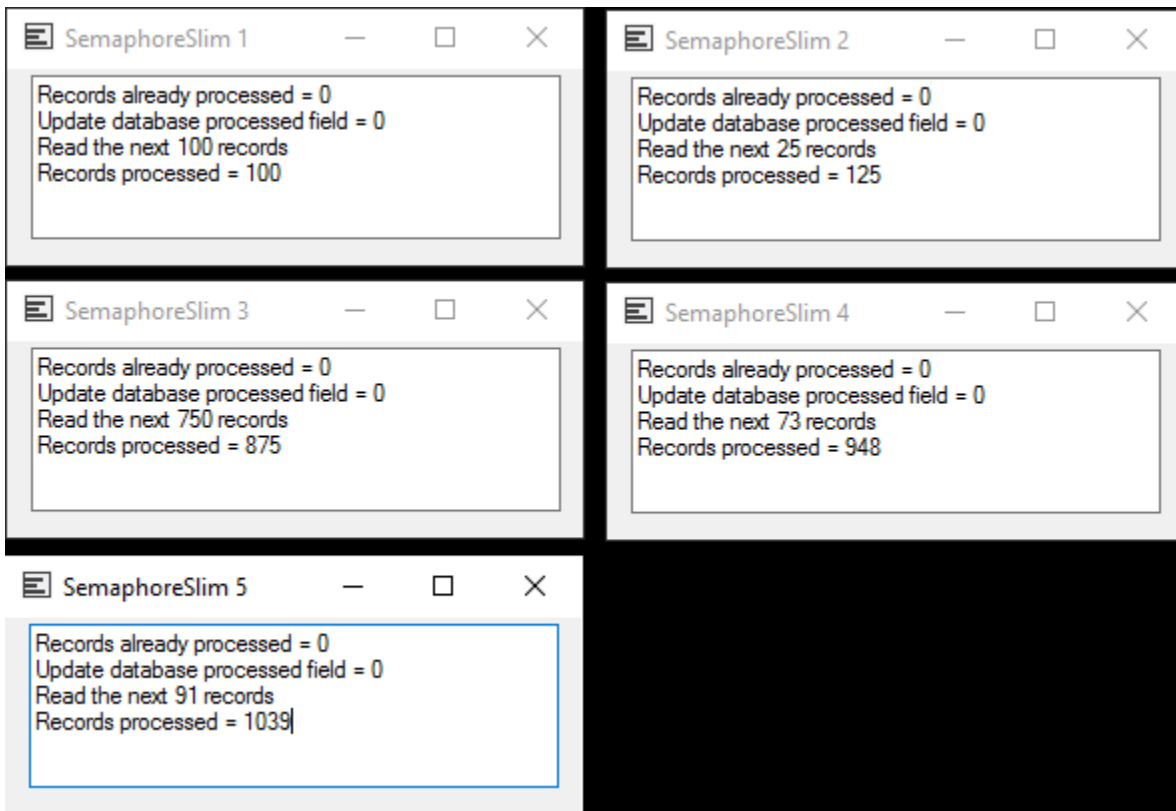 SemaphoreSlim 1
Records already processed = 0
Update database processed field = 0
Read the next 100 records
Records processed = 100
SemaphoreSlim 2
Records already processed = 0
Update database processed field = 0
Read the next 25 records
Records processed = 125
SemaphoreSlim 3
Records already processed = 0
Update database processed field = 0
Read the next 750 records
Records processed = 875
SemaphoreSlim 4
Records already processed = 0
Update database processed field = 0
Read the next 73 records
Records processed = 948
SemaphoreSlim 5
Records already processed = 0
Update database processed field = 0
Read the next 91 records
Records processed = 1039